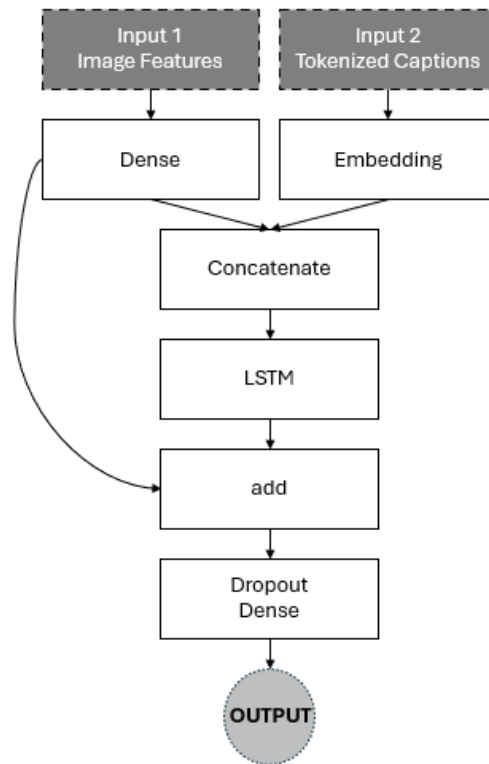 Input 1
Image Features
Input 2
Tokenized Captions
Dense
Embedding
Concatenate
LSTM
add
Dropout
Dense
OUTPUT